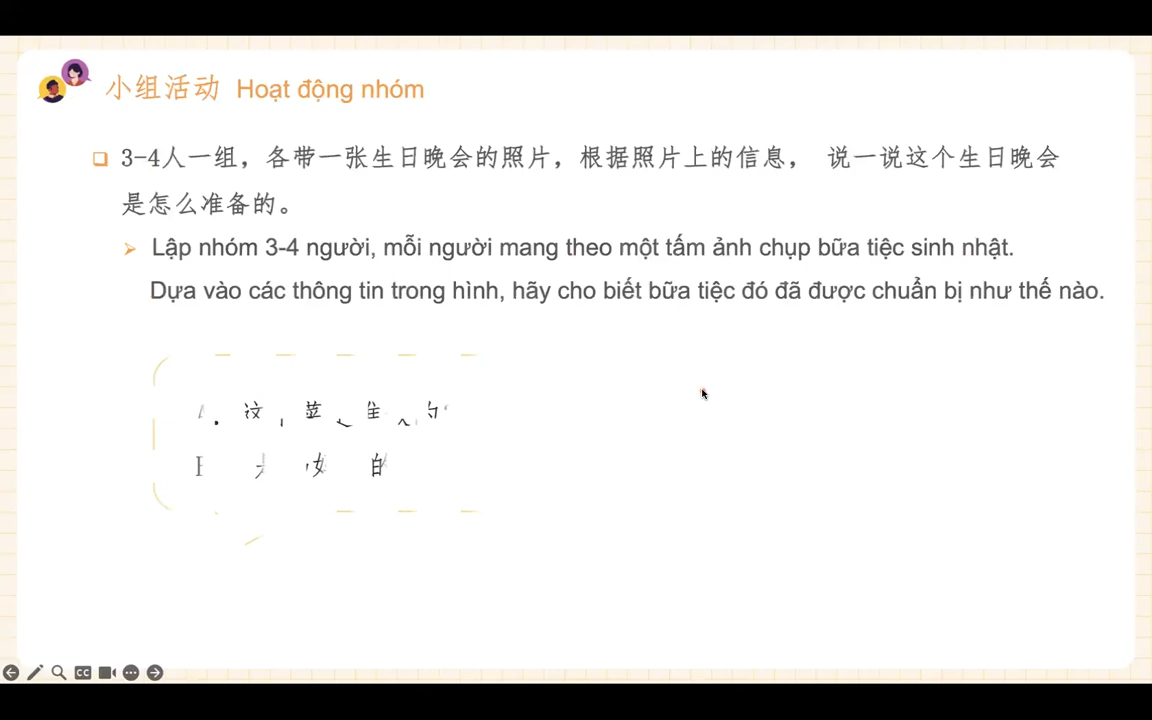 小组活动 Hoạt động nhóm
3-4人一组，各带一张生日晚会的照片，根据照片上的信息， 说一说这个生日晚会
是怎么准备的。
Lập nhóm 3-4 người, mỗi người mang theo một tấm ảnh chụp bữa tiệc sinh nhật.
Dựa vào các thông tin trong hình, hãy cho biết bữa tiệc đó đã được chuẩn bị như thế nào.
CC